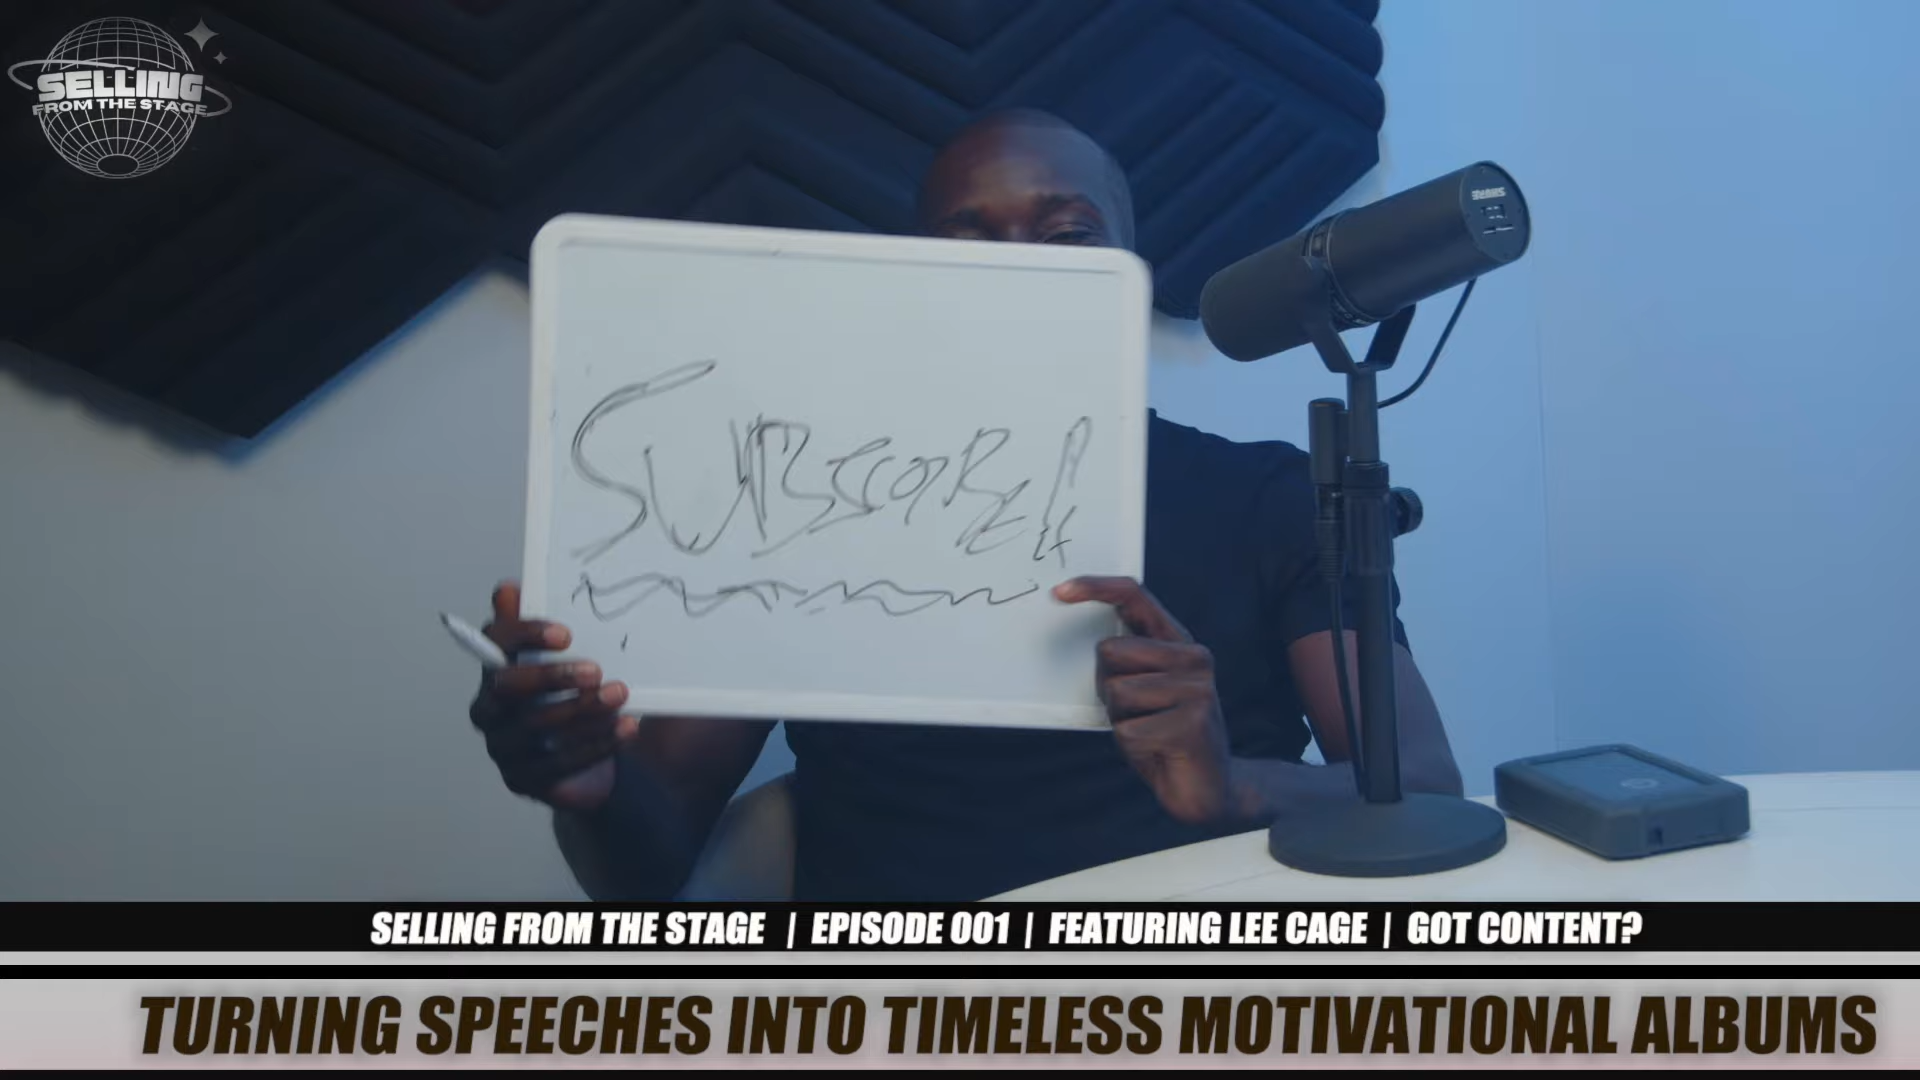 SELLING
FROM THE STAGE
SUBSCRIBE!
SELLING FROM THE STAGE | EPISODE 001 | FEATURING LEE CAGE | GOT CONTENT?
TURNING SPEECHES INTO TIMELESS MOTIVATIONAL ALBUMS